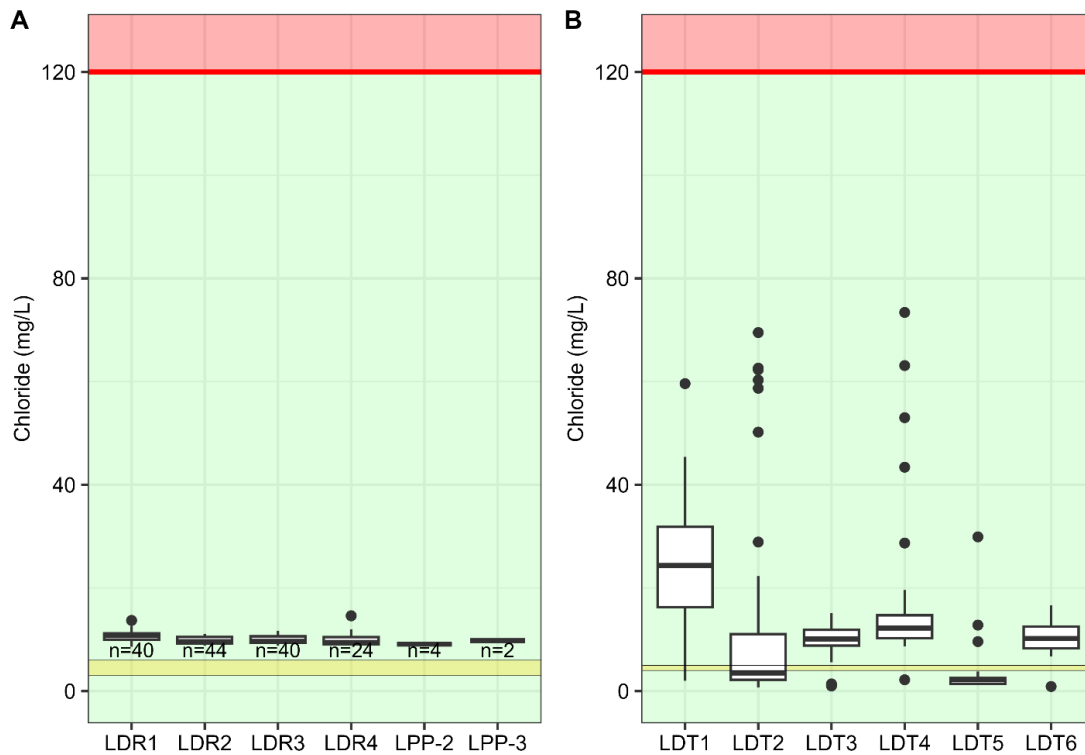 A
Chloride (mg/L)
120
80
40
0
n=40 n=44 n=40 n=24 n=4 n=2
LDR1 LDR2 LDR3 LDR4 LPP-2 LPP-3
B
Chloride (mg/L)
120
80
40
0
LDT1 LDT2 LDT3 LDT4 LDT5 LDT6